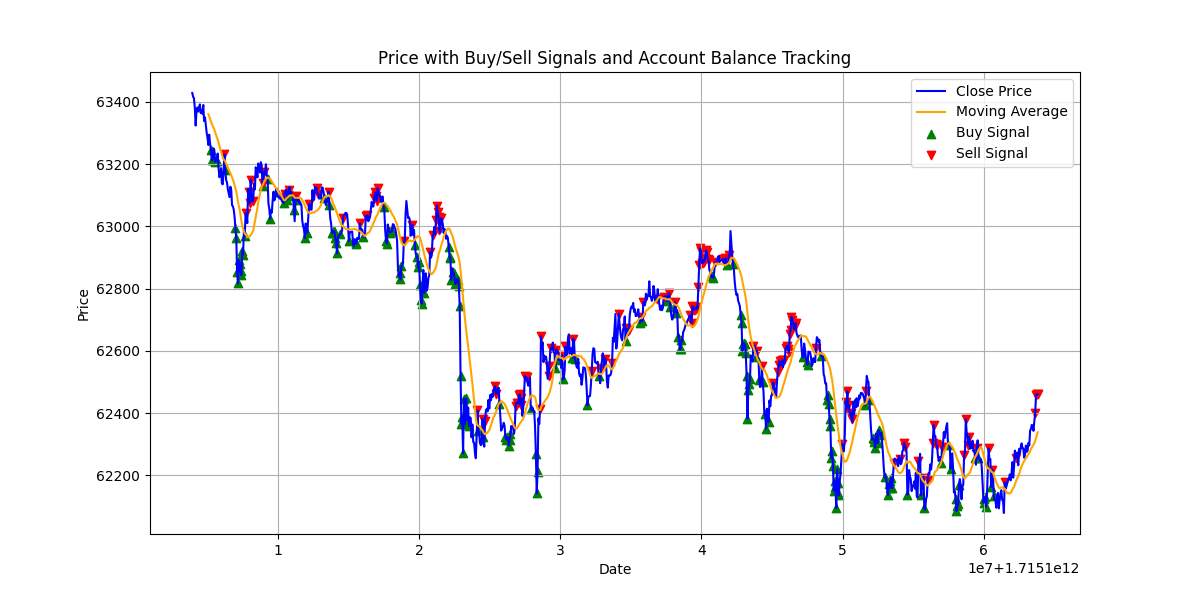 Price with Buy/Sell Signals and Account Balance Tracking
Close Price
Moving Average
Buy Signal
Sell Signal
Price
63400
63200
63000
62800
62600
62400
62200
1 2 3 4 5 6
Date
1e7+1.7151e12